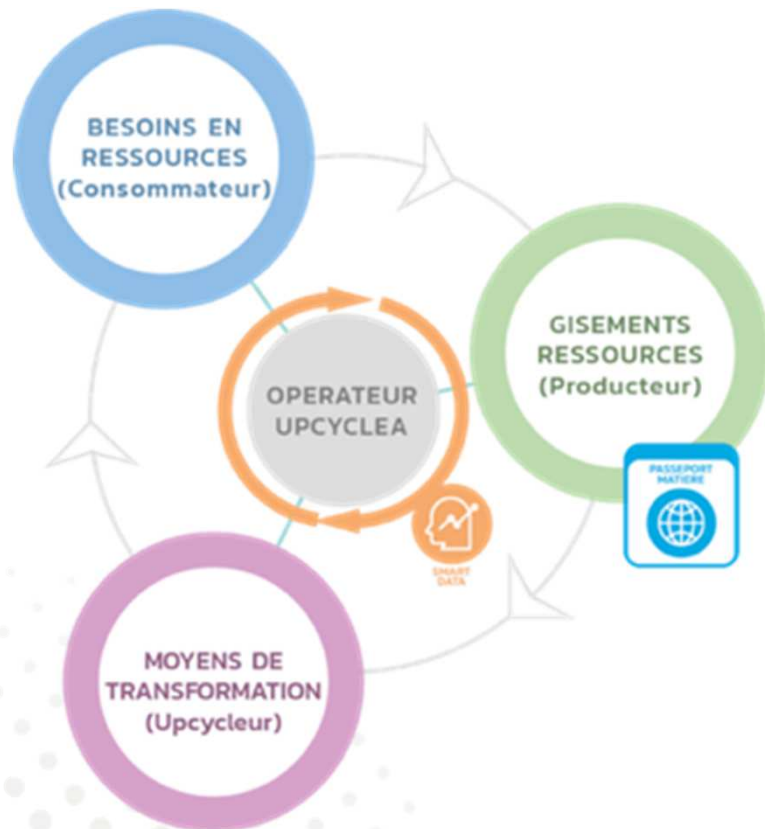 BESOINS EN
RESSOURCES
(Consommateur)
GISEMENTS
RESSOURCES
(Producteur)
PASSEPORT
MATIERE
OPERATEUR
UPCYCLEA
SMART
DATA
MOYENS DE
TRANSFORMATION
(Upcycleur)